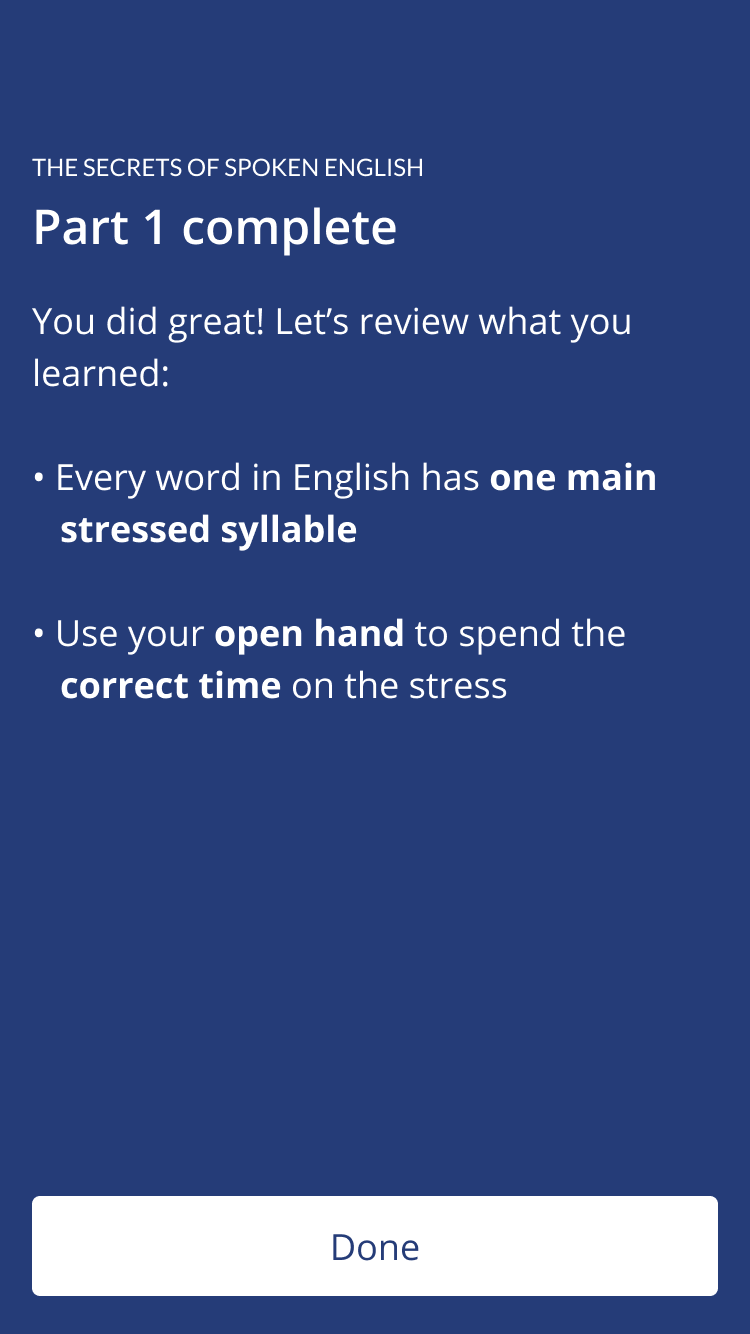 THE SECRETS OF SPOKEN ENGLISH
Part 1 complete
You did great! Let’s review what you
learned:
• Every word in English has one main
stressed syllable
• Use your open hand to spend the
correct time on the stress
Done